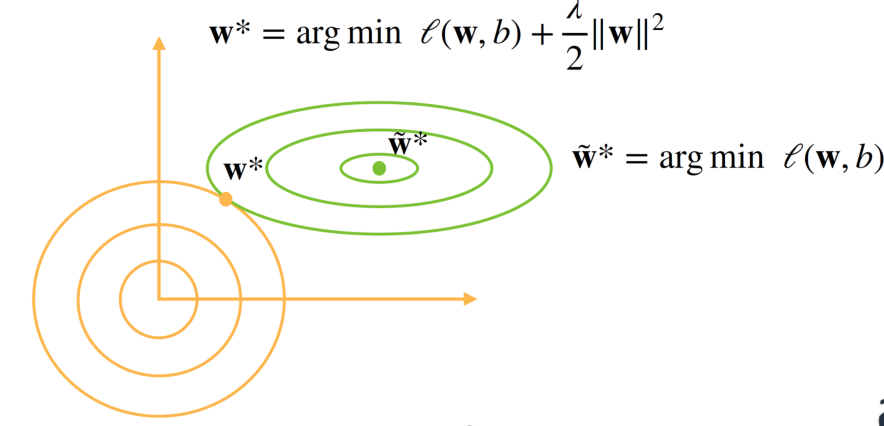 w* = arg min ℓ(w, b) + λ/2 ‖w‖²
w̃*
w*
w̃* = arg min ℓ(w, b)